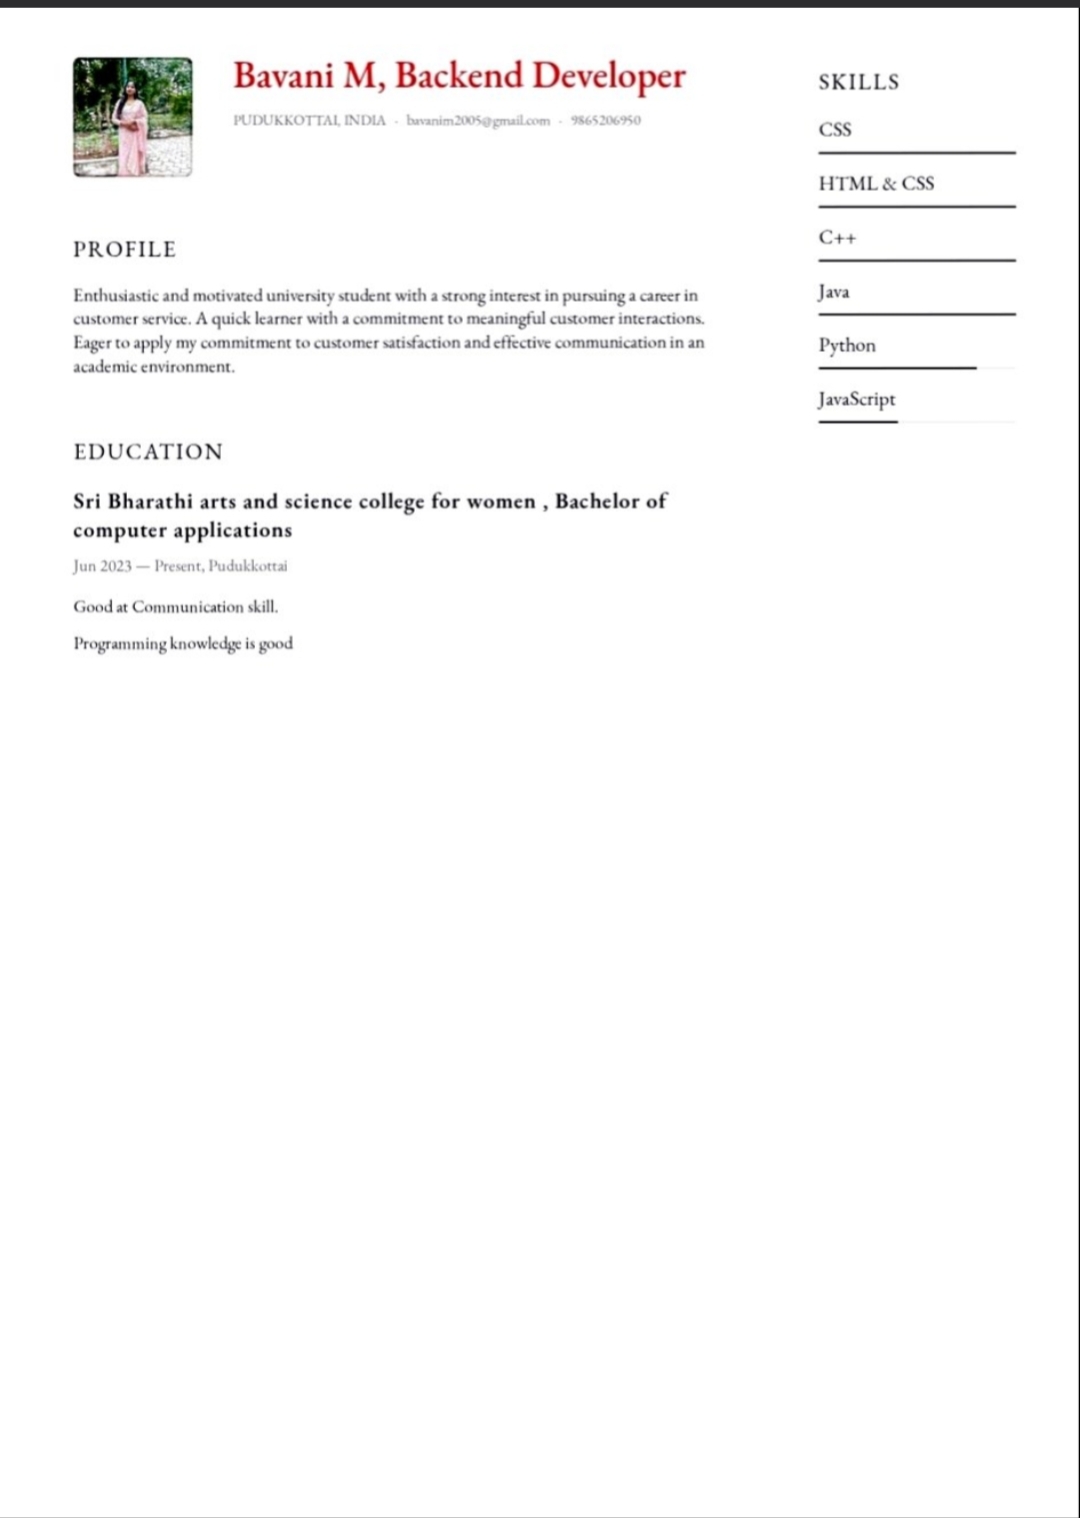 Bavani M, Backend Developer
PUDUKKOTTAI, INDIA · bavanim2005@gmail.com · 9865206950
PROFILE
Enthusiastic and motivated university student with a strong interest in pursuing a career in
customer service. A quick learner with a commitment to meaningful customer interactions.
Eager to apply my commitment to customer satisfaction and effective communication in an
academic environment.
EDUCATION
Sri Bharathi arts and science college for women , Bachelor of
computer applications
Jun 2023 — Present, Pudukkottai
Good at Communication skill.
Programming knowledge is good
SKILLS
CSS
HTML & CSS
C++
Java
Python
JavaScript